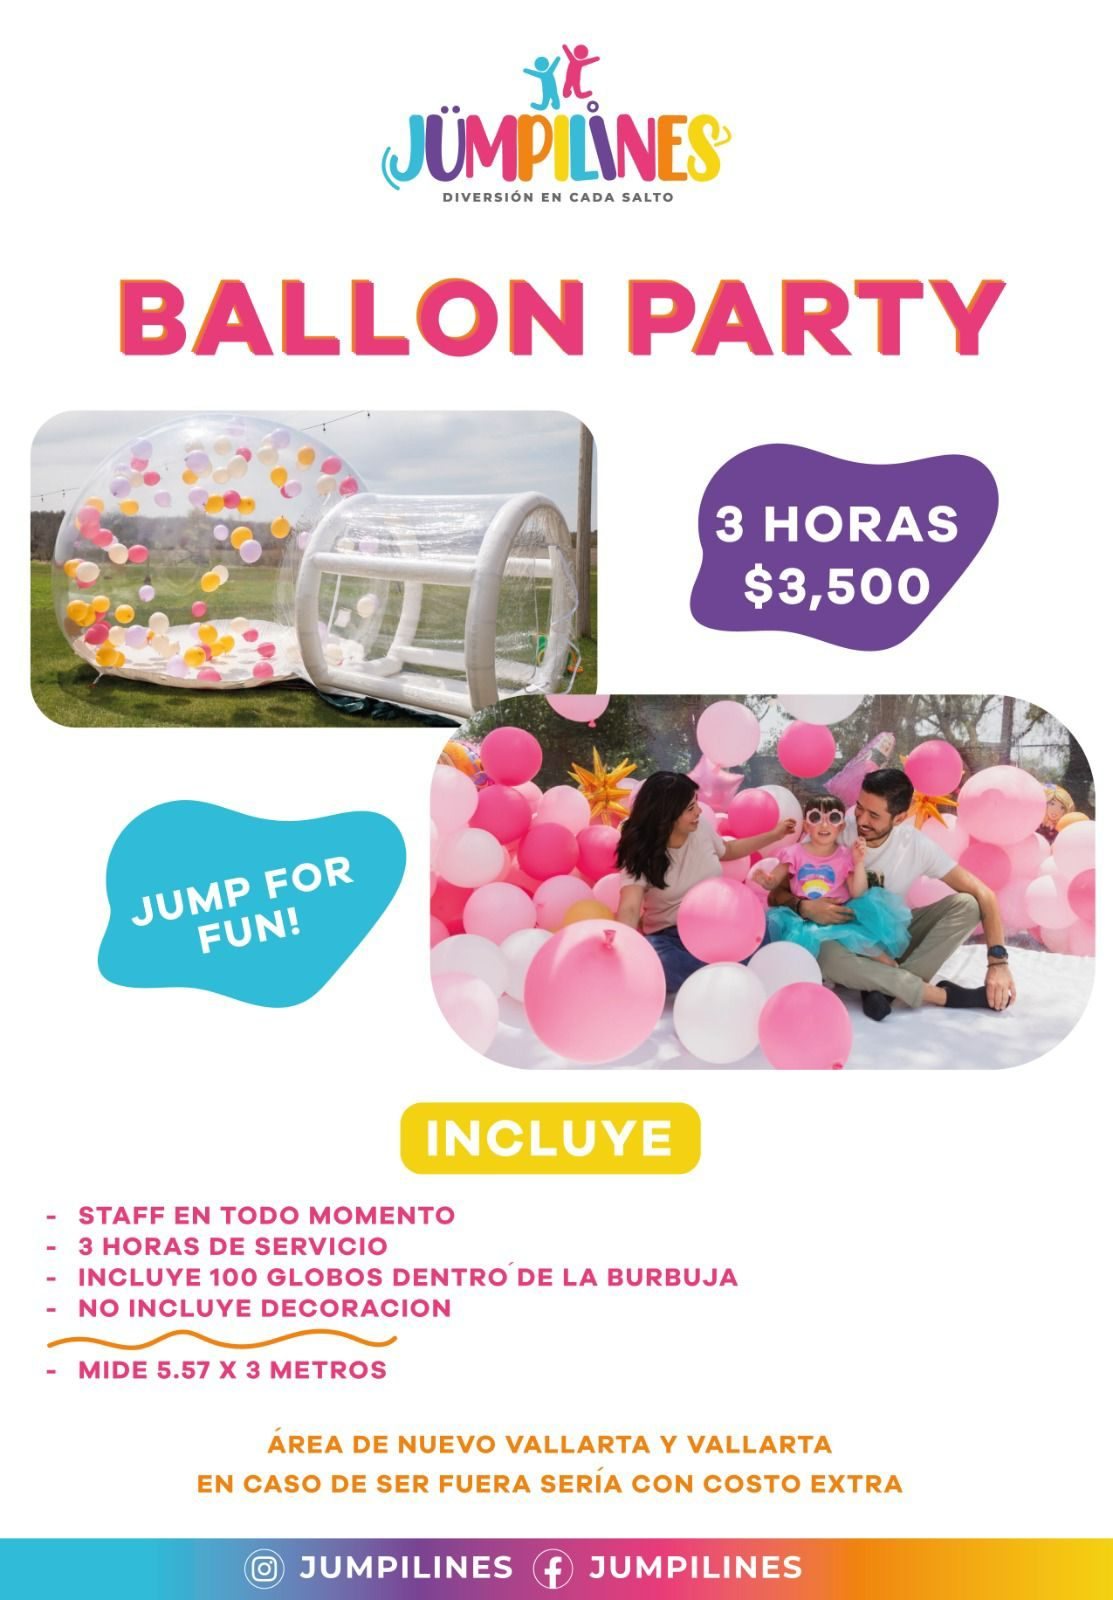 JÜMPILINES
DIVERSIÓN EN CADA SALTO
BALLON PARTY
3 HORAS
$3,500
JUMP FOR
FUN!
INCLUYE
- STAFF EN TODO MOMENTO
- 3 HORAS DE SERVICIO
- INCLUYE 100 GLOBOS DENTRO´DE LA BURBUJA
- NO INCLUYE DECORACION
- MIDE 5.57 X 3 METROS
ÁREA DE NUEVO VALLARTA Y VALLARTA
EN CASO DE SER FUERA SERÍA CON COSTO EXTRA
JUMPILINES JUMPILINES